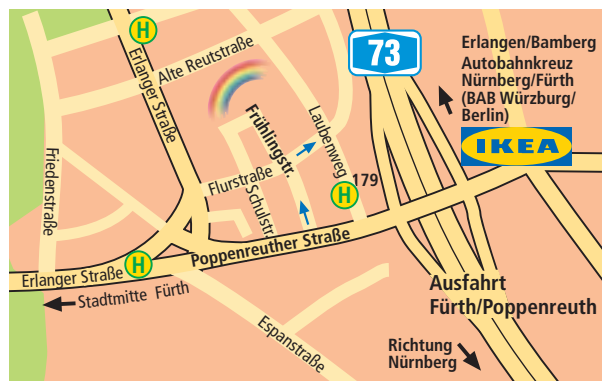 H
Erlanger Straße
Alte Reutstraße
73
Erlangen/Bamberg
Autobahnkreuz
Nürnberg/Fürth
(BAB Würzburg/
Berlin)
IKEA
Friedenstraße
Frühlingstr.
Laubenweg
Flurstraße
Schulstr.
H
179
Poppenreuther Straße
H
Erlanger Straße
Stadtmitte Fürth
Ausfahrt
Fürth/Poppenreuth
Espanstraße
Richtung
Nürnberg